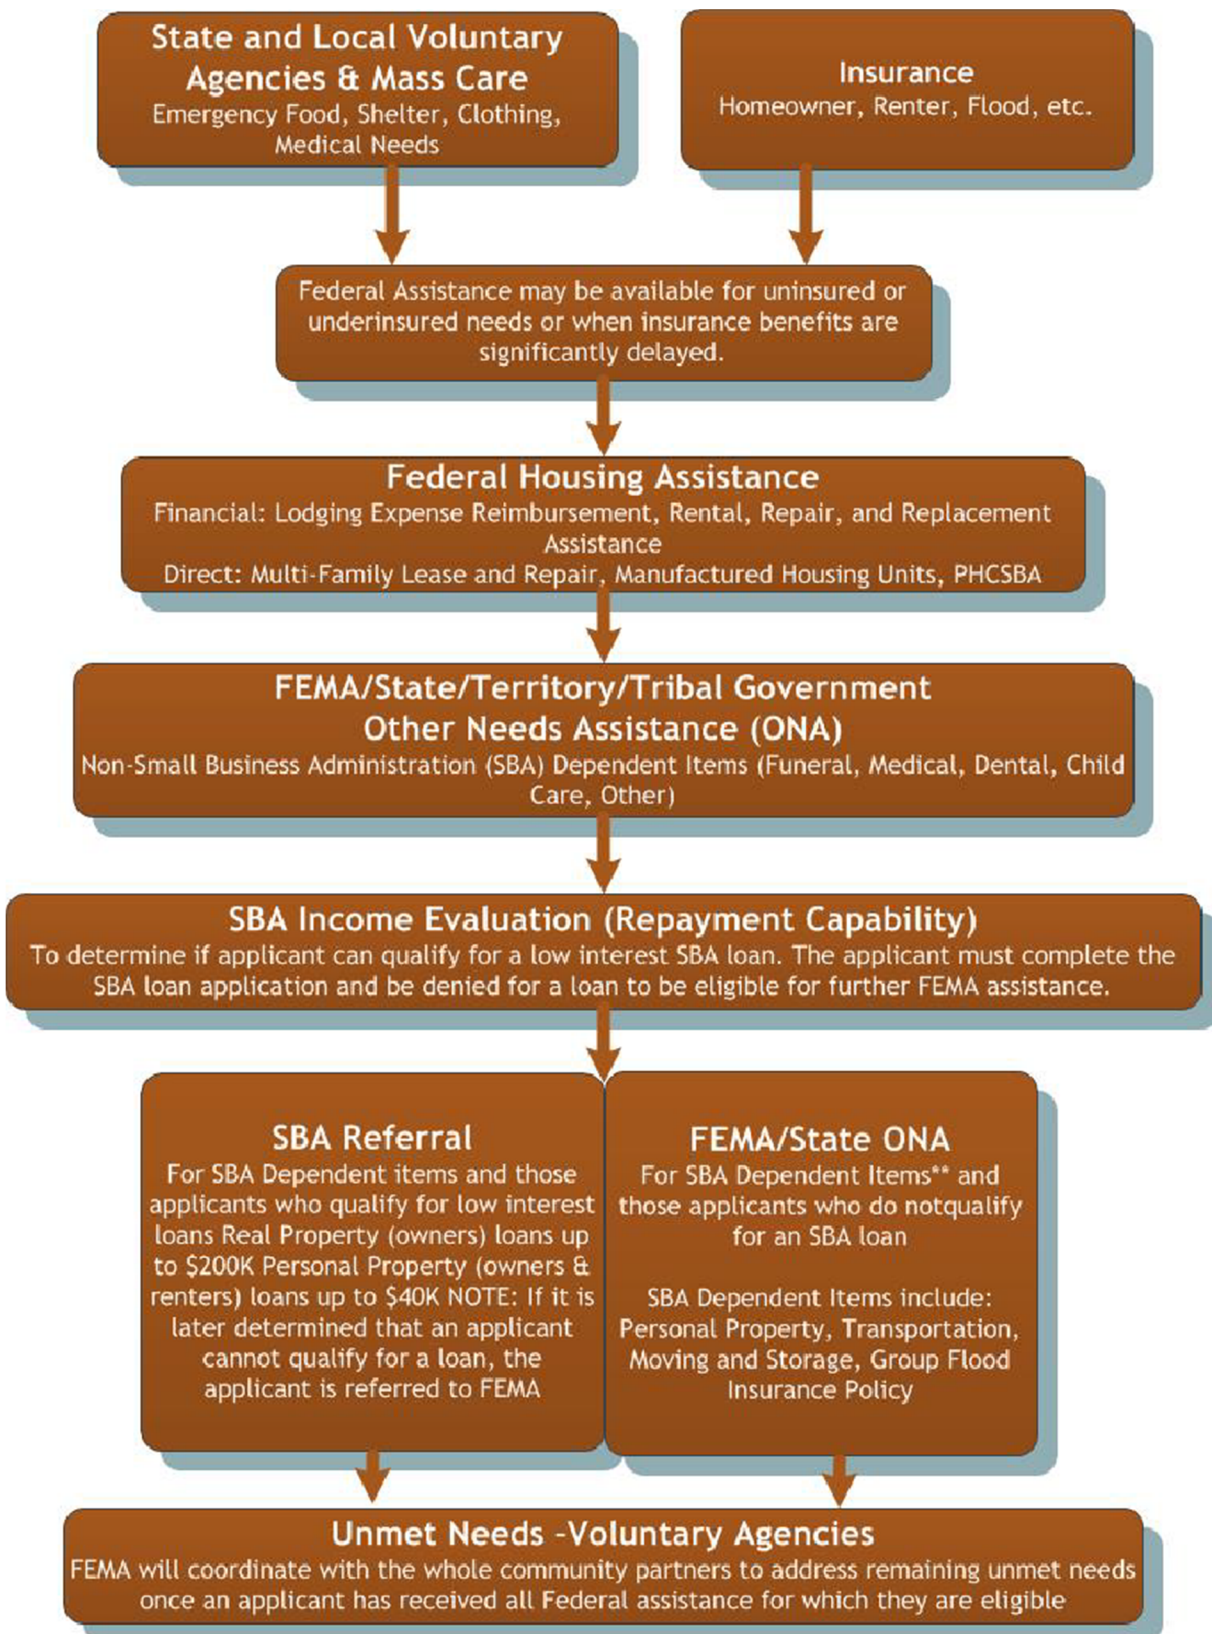 State and Local Voluntary
Agencies & Mass Care
Emergency Food, Shelter, Clothing,
Medical Needs
Insurance
Homeowner, Renter, Flood, etc.
Federal Assistance may be available for uninsured or
underinsured needs or when insurance benefits are
significantly delayed.
Federal Housing Assistance
Financial: Lodging Expense Reimbursement, Rental, Repair, and Replacement
Assistance
Direct: Multi-Family Lease and Repair, Manufactured Housing Units, PHCSBA
FEMA/State/Territory/Tribal Government
Other Needs Assistance (ONA)
Non-Small Business Administration (SBA) Dependent Items (Funeral, Medical, Dental, Child
Care, Other)
SBA Income Evaluation (Repayment Capability)
To determine if applicant can qualify for a low interest SBA loan. The applicant must complete the
SBA loan application and be denied for a loan to be eligible for further FEMA assistance.
SBA Referral
For SBA Dependent items and those
applicants who qualify for low interest
loans Real Property (owners) loans up
to $200K Personal Property (owners &
renters) loans up to $40K NOTE: If it is
later determined that an applicant
cannot qualify for a loan, the
applicant is referred to FEMA
FEMA/State ONA
For SBA Dependent Items** and
those applicants who do notqualify
for an SBA loan
SBA Dependent Items include:
Personal Property, Transportation,
Moving and Storage, Group Flood
Insurance Policy
Unmet Needs -Voluntary Agencies
FEMA will coordinate with the whole community partners to address remaining unmet needs
once an applicant has received all Federal assistance for which they are eligible